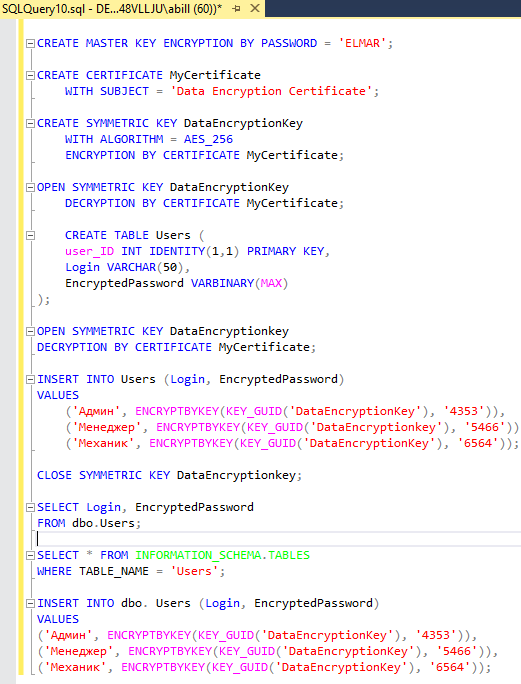 SQLQuery10.sql - DE...48VLLJU\abill (60))*
CREATE MASTER KEY ENCRYPTION BY PASSWORD = 'ELMAR';
CREATE CERTIFICATE MyCertificate
WITH SUBJECT = 'Data Encryption Certificate';
CREATE SYMMETRIC KEY DataEncryptionKey
WITH ALGORITHM = AES_256
ENCRYPTION BY CERTIFICATE MyCertificate;
OPEN SYMMETRIC KEY DataEncryptionKey
DECRYPTION BY CERTIFICATE MyCertificate;
CREATE TABLE Users (
user_ID INT IDENTITY(1,1) PRIMARY KEY,
Login VARCHAR(50),
EncryptedPassword VARBINARY(MAX)
);
OPEN SYMMETRIC KEY DataEncryptionkey
DECRYPTION BY CERTIFICATE MyCertificate;
INSERT INTO Users (Login, EncryptedPassword)
VALUES
('Админ', ENCRYPTBYKEY(KEY_GUID('DataEncryptionKey'), '4353')),
('Менеджер', ENCRYPTBYKEY(KEY_GUID('DataEncryptionkey'), '5466'))
('Механик', ENCRYPTBYKEY(KEY_GUID('DataEncryptionKey'), '6564'));
CLOSE SYMMETRIC KEY DataEncryptionkey;
SELECT Login, EncryptedPassword
FROM dbo.Users;
SELECT * FROM INFORMATION_SCHEMA.TABLES
WHERE TABLE_NAME = 'Users';
INSERT INTO dbo. Users (Login, EncryptedPassword)
VALUES
('Админ', ENCRYPTBYKEY(KEY_GUID('DataEncryptionKey'), '4353')),
('Менеджер', ENCRYPTBYKEY(KEY_GUID('DataEncryptionKey'), '5466')),
('Механик', ENCRYPTBYKEY(KEY_GUID('DataEncryptionKey'), '6564'));